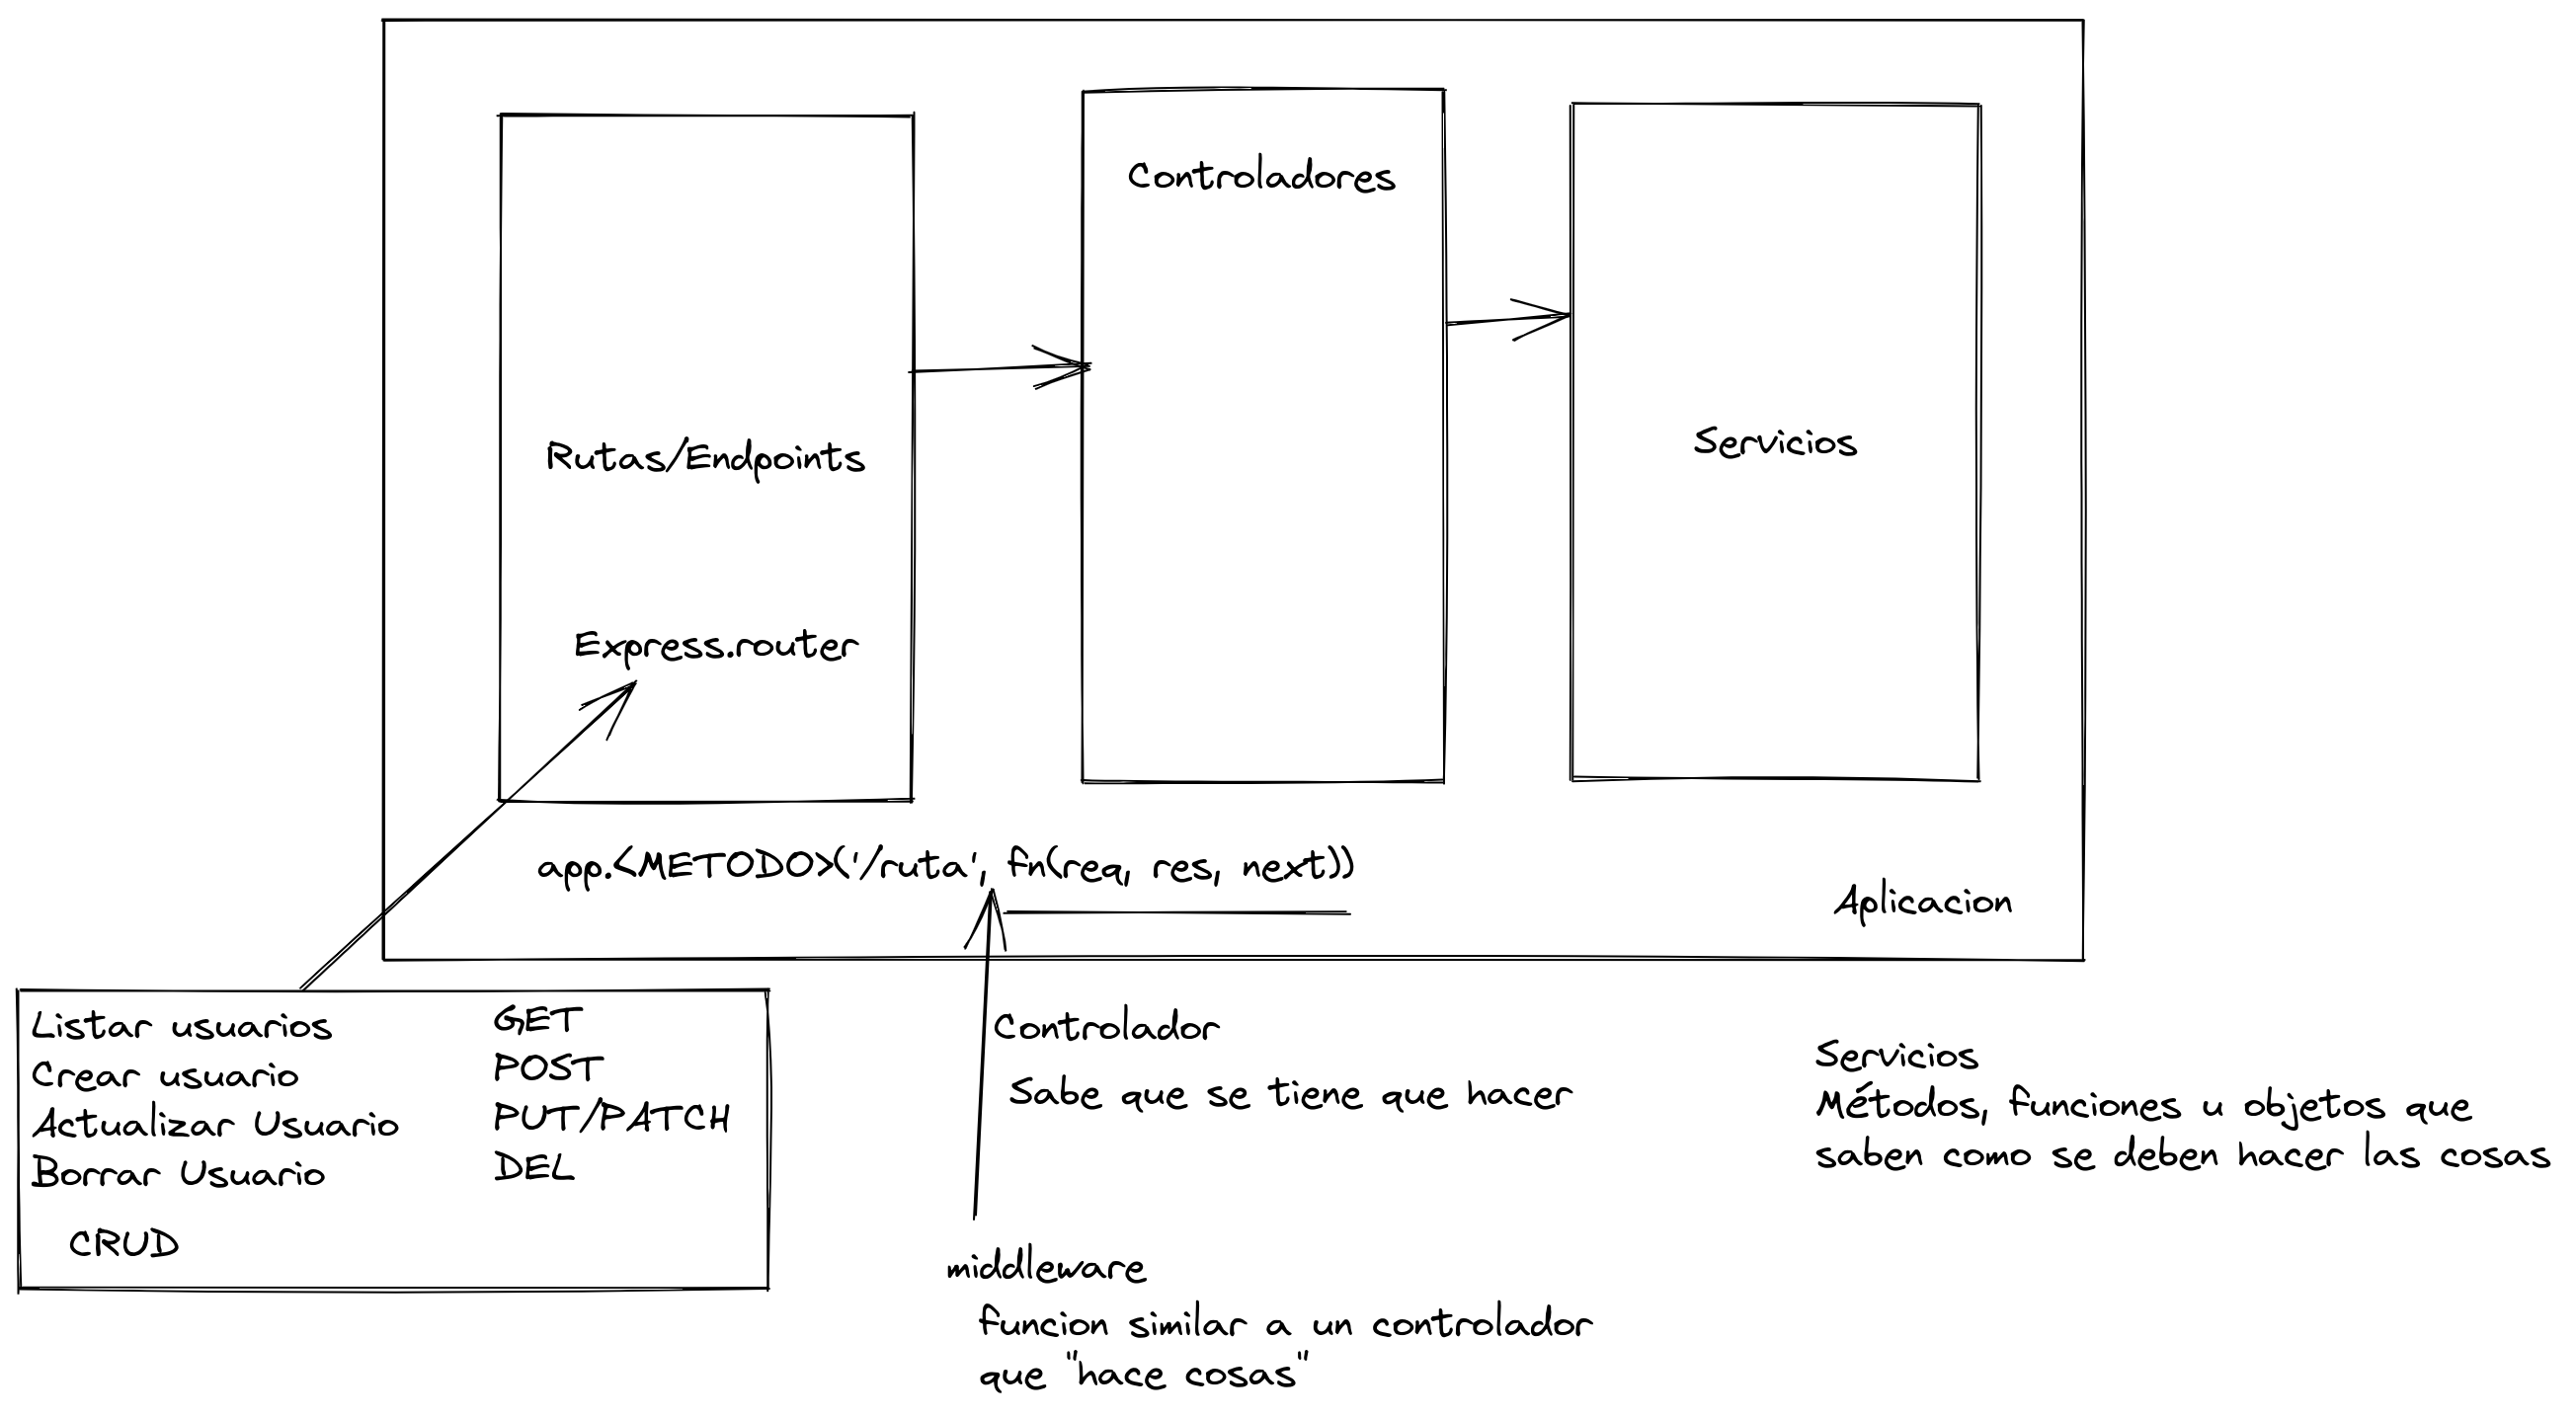 Controladores
Rutas/Endpoints
Servicios
Express.router
app.<METODO>('/ruta', fn(req, res, next))
Aplicacion
Listar usuarios GET
Crear usuario POST
Actualizar Usuario PUT/PATCH
Borrar Usuario DEL
CRUD
Controlador
Sabe que se tiene que hacer
Servicios
Métodos, funciones u objetos que
saben como se deben hacer las cosas
middleware
funcion similar a un controlador
que "hace cosas"